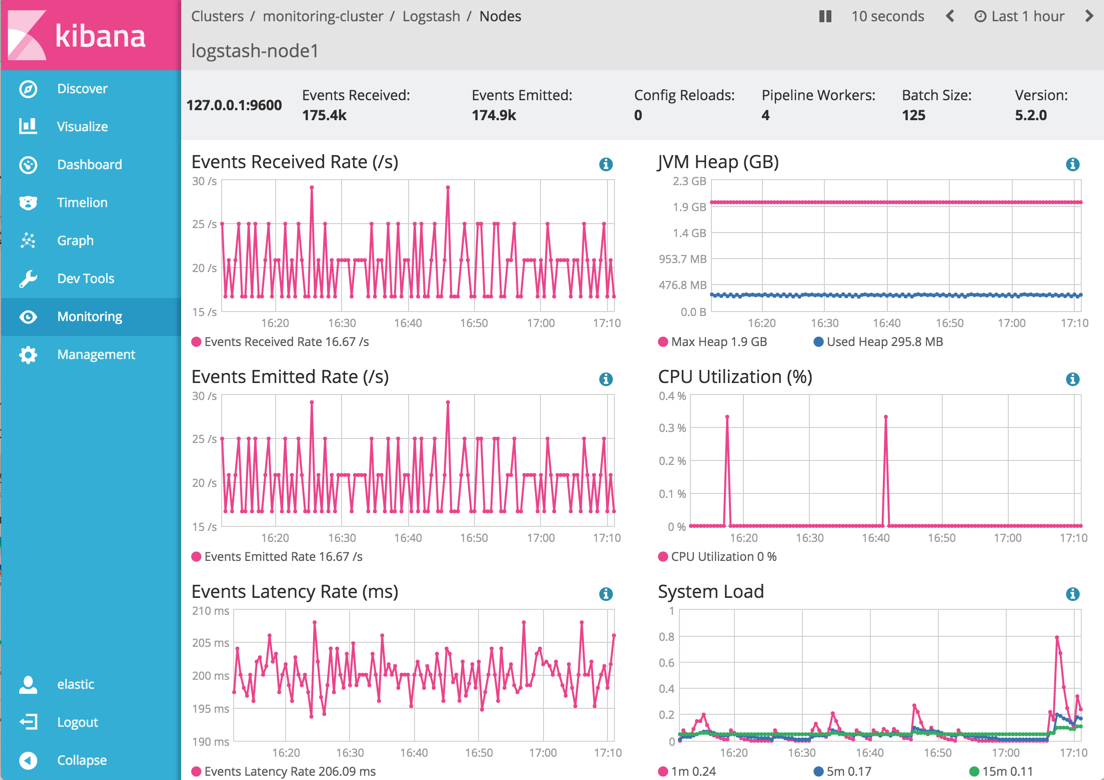 kibana
Discover
Visualize
Dashboard
Timelion
Graph
Dev Tools
Monitoring
Management
elastic
Logout
Collapse
Clusters / monitoring-cluster / Logstash / Nodes
10 seconds Last 1 hour
logstash-node1
127.0.0.1:9600
Events Received: 175.4k
Events Emitted: 174.9k
Config Reloads: 0
Pipeline Workers: 4
Batch Size: 125
Version: 5.2.0
Events Received Rate (/s)
30 /s
25 /s
20 /s
15 /s
16:20 16:30 16:40 16:50 17:00 17:10
Events Received Rate 16.67 /s
JVM Heap (GB)
2.3 GB
1.9 GB
1.4 GB
953.7 MB
476.8 MB
0.0 B
16:20 16:30 16:40 16:50 17:00 17:10
Max Heap 1.9 GB Used Heap 295.8 MB
Events Emitted Rate (/s)
30 /s
25 /s
20 /s
15 /s
16:20 16:30 16:40 16:50 17:00 17:10
Events Emitted Rate 16.67 /s
CPU Utilization (%)
0.4 %
0.3 %
0.2 %
0.1 %
0 %
16:20 16:30 16:40 16:50 17:00 17:10
CPU Utilization 0 %
Events Latency Rate (ms)
210 ms
205 ms
200 ms
195 ms
190 ms
16:20 16:30 16:40 16:50 17:00 17:10
Events Latency Rate 206.09 ms
System Load
1
0.8
0.6
0.4
0.2
0
16:20 16:30 16:40 16:50 17:00 17:10
1m 0.24 5m 0.17 15m 0.11